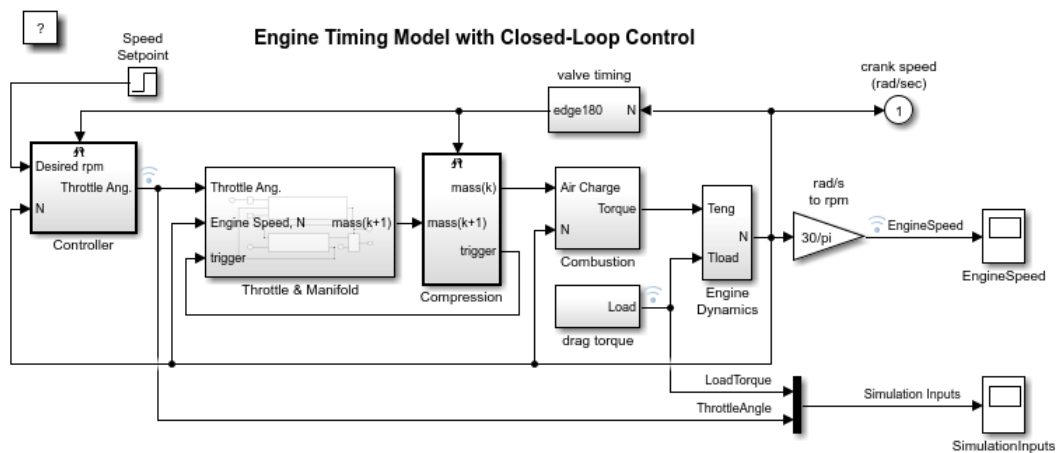 ?
Speed
Setpoint
Engine Timing Model with Closed-Loop Control
valve timing
edge180 N
crank speed
(rad/sec)
1
Desired rpm
Throttle Ang.
N
Controller
Throttle Ang.
Engine Speed, N mass(k+1)
trigger
Throttle & Manifold
mass(k)
mass(k+1)
trigger
Compression
Air Charge
Torque
N
Combustion
Load
drag torque
Teng
N
Tload
Engine
Dynamics
rad/s
to rpm
30/pi
EngineSpeed
EngineSpeed
LoadTorque
ThrottleAngle
Simulation Inputs
SimulationInputs